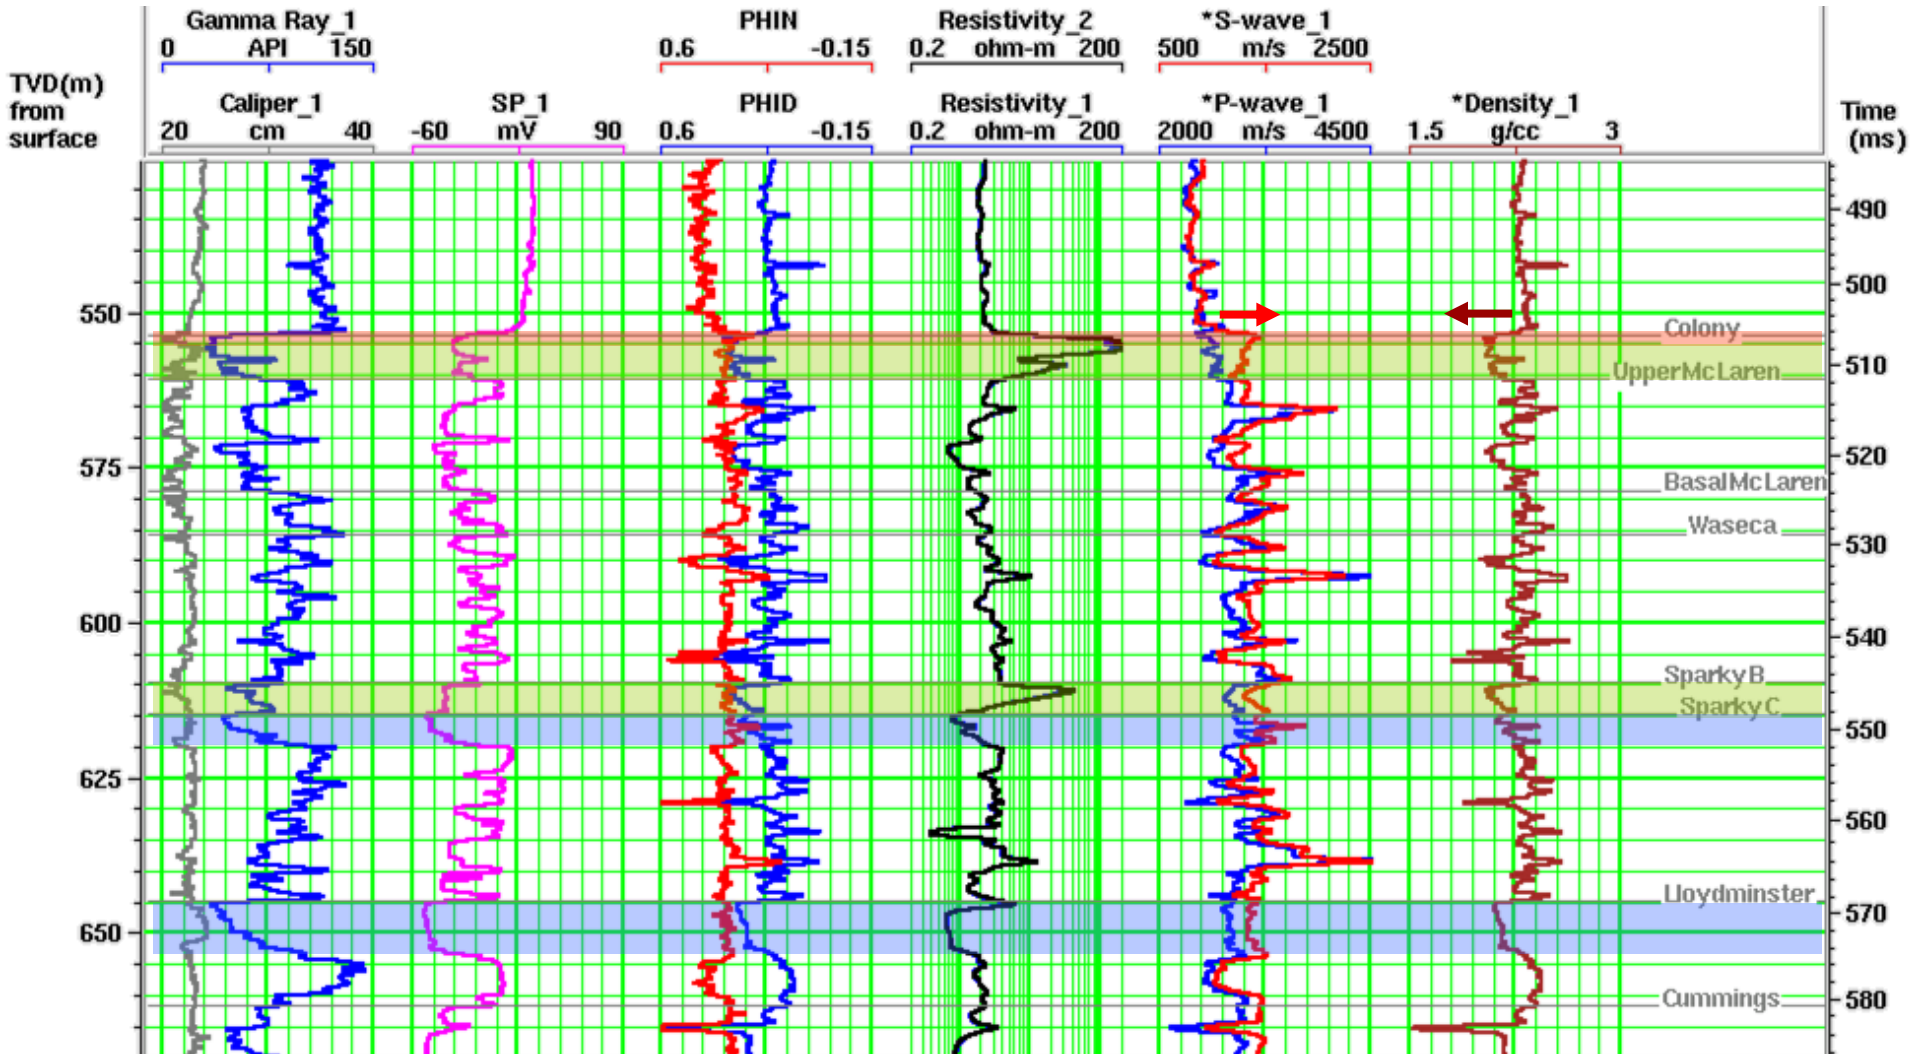 Gamma Ray_1 PHIN Resistivity_2 *S-wave_1
0 API 150 0.6 -0.15 0.2 ohm-m 200 500 m/s 2500
TVD(m)
from
surface
Caliper_1 SP_1 PHID Resistivity_1 *P-wave_1 *Density_1
20 cm 40 -60 mV 90 0.6 -0.15 0.2 ohm-m 200 2000 m/s 4500 1.5 g/cc 3
Time
(ms)
490
500
550
Colony
510
UpperMcLaren
520
575
BasalMcLaren
Waseca
530
600
540
SparkyB
SparkyC
550
625
560
Lloydminster
570
650
Cummings
580